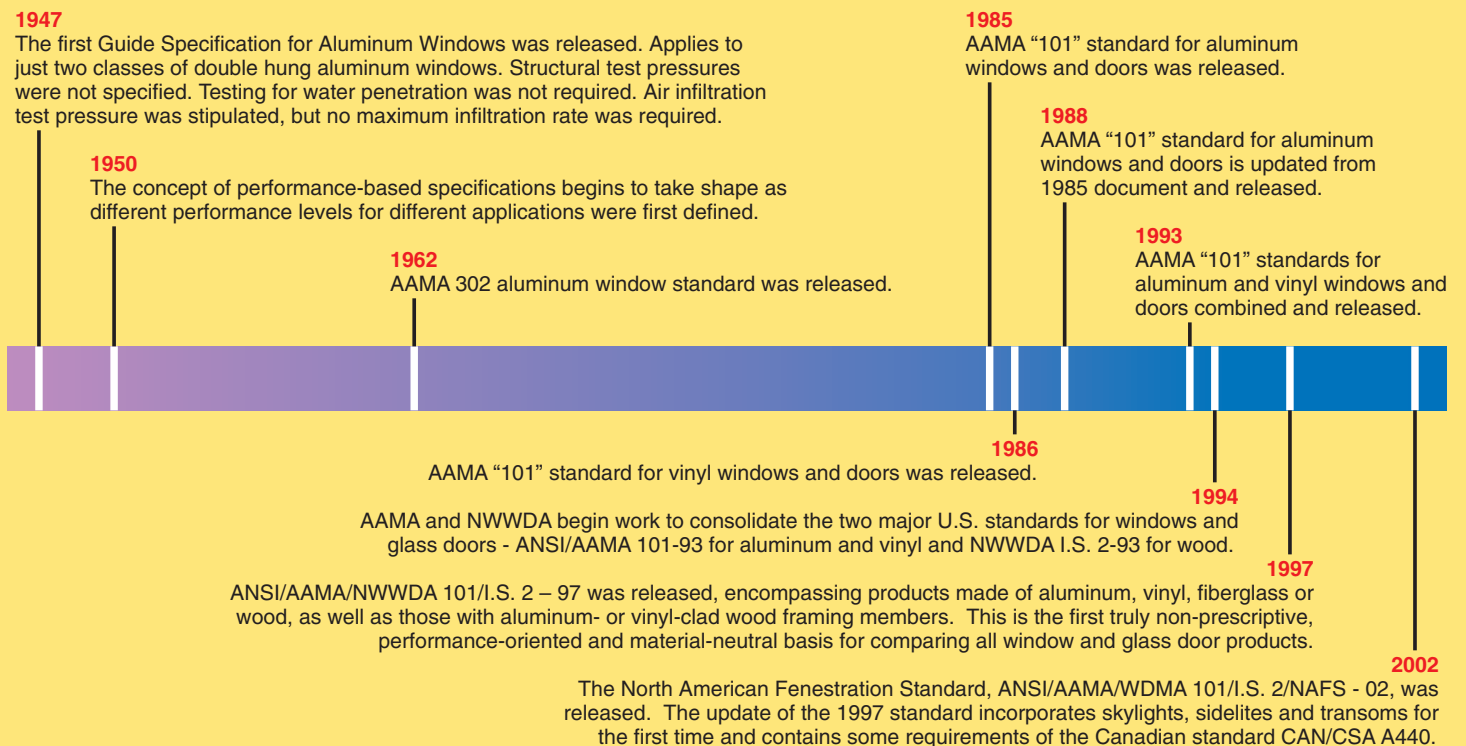 1947
The first Guide Specification for Aluminum Windows was released. Applies to
just two classes of double hung aluminum windows. Structural test pressures
were not specified. Testing for water penetration was not required. Air infiltration
test pressure was stipulated, but no maximum infiltration rate was required.
1950
The concept of performance-based specifications begins to take shape as
different performance levels for different applications were first defined.
1962
AAMA 302 aluminum window standard was released.
1985
AAMA “101” standard for aluminum
windows and doors was released.
1988
AAMA “101” standard for aluminum
windows and doors is updated from
1985 document and released.
1993
AAMA “101” standards for
aluminum and vinyl windows and
doors combined and released.
1986
AAMA “101” standard for vinyl windows and doors was released.
1994
AAMA and NWWDA begin work to consolidate the two major U.S. standards for windows and
glass doors - ANSI/AAMA 101-93 for aluminum and vinyl and NWWDA I.S. 2-93 for wood.
1997
ANSI/AAMA/NWWDA 101/I.S. 2 – 97 was released, encompassing products made of aluminum, vinyl, fiberglass or
wood, as well as those with aluminum- or vinyl-clad wood framing members. This is the first truly non-prescriptive,
performance-oriented and material-neutral basis for comparing all window and glass door products.
2002
The North American Fenestration Standard, ANSI/AAMA/WDMA 101/I.S. 2/NAFS - 02, was
released. The update of the 1997 standard incorporates skylights, sidelites and transoms for
the first time and contains some requirements of the Canadian standard CAN/CSA A440.